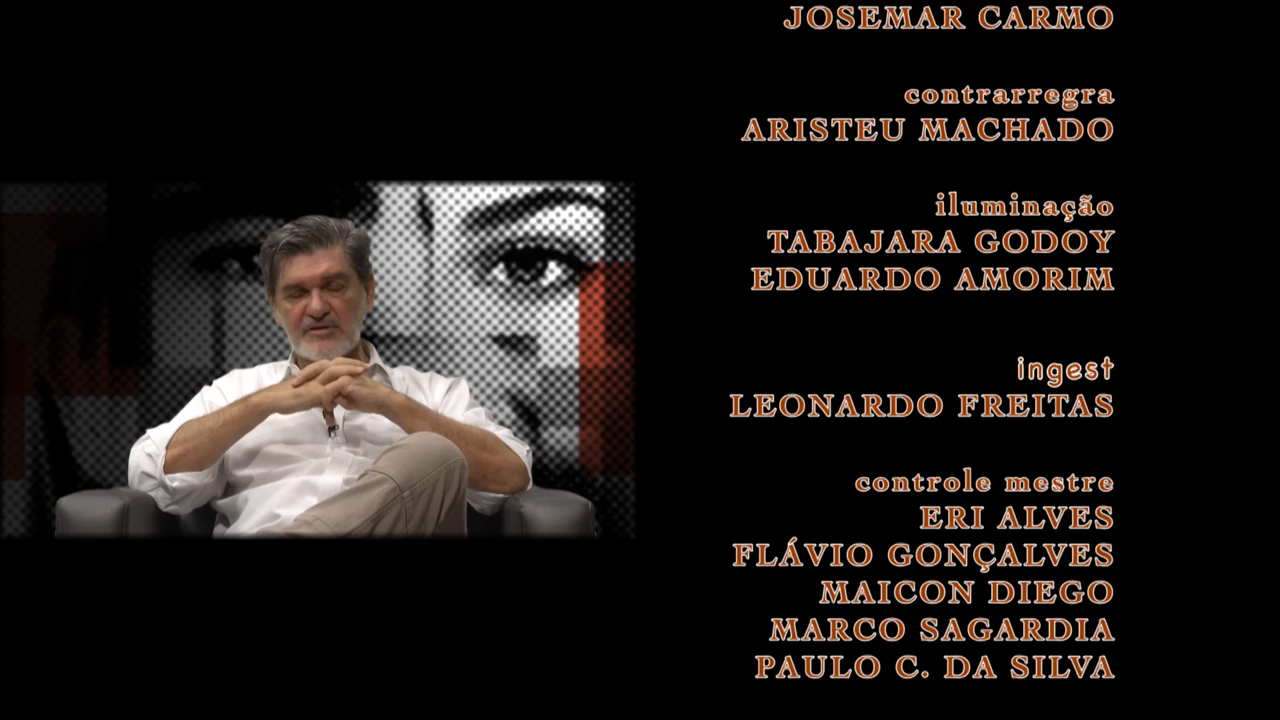 JOSEMAR CARMO
contrarregra
ARISTEU MACHADO
iluminação
TABAJARA GODOY
EDUARDO AMORIM
ingest
LEONARDO FREITAS
controle mestre
ERI ALVES
FLÁVIO GONÇALVES
MAICON DIEGO
MARCO SAGARDIA
PAULO C. DA SILVA